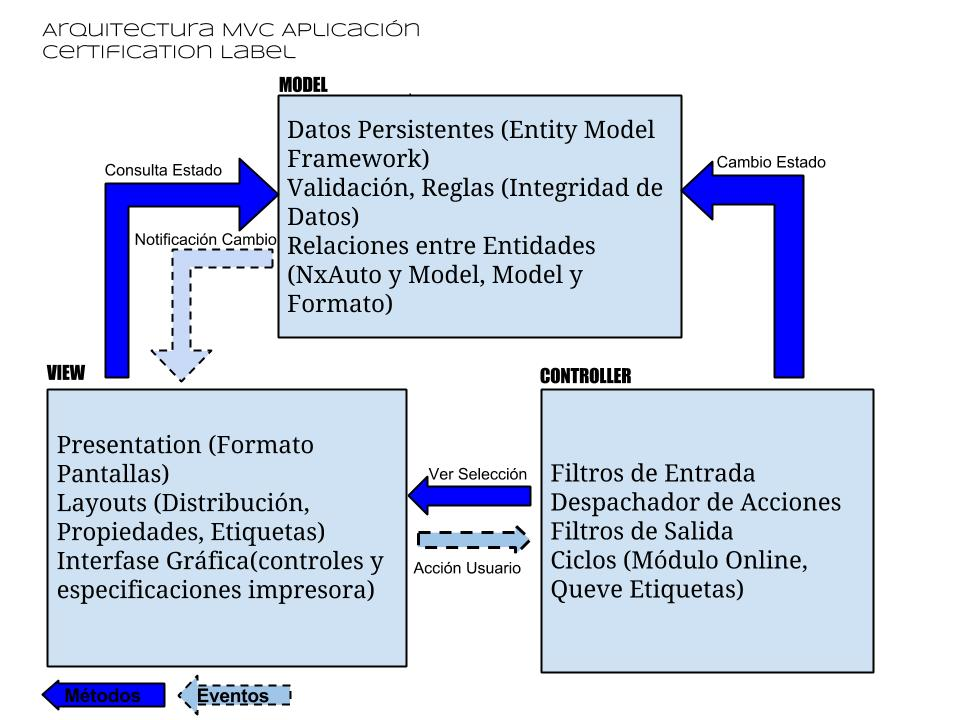 Arquitectura MVC Aplicación
Certification Label
MODEL
Datos Persistentes (Entity Model
Framework)
Validación, Reglas (Integridad de
Datos)
Relaciones entre Entidades
(NxAuto y Model, Model y
Formato)
Consulta Estado
Cambio Estado
Notificación Cambio
VIEW
Presentation (Formato
Pantallas)
Layouts (Distribución,
Propiedades, Etiquetas)
Interfase Gráfica(controles y
especificaciones impresora)
Ver Selección
Acción Usuario
CONTROLLER
Filtros de Entrada
Despachador de Acciones
Filtros de Salida
Ciclos (Módulo Online,
Queve Etiquetas)
Métodos
Eventos